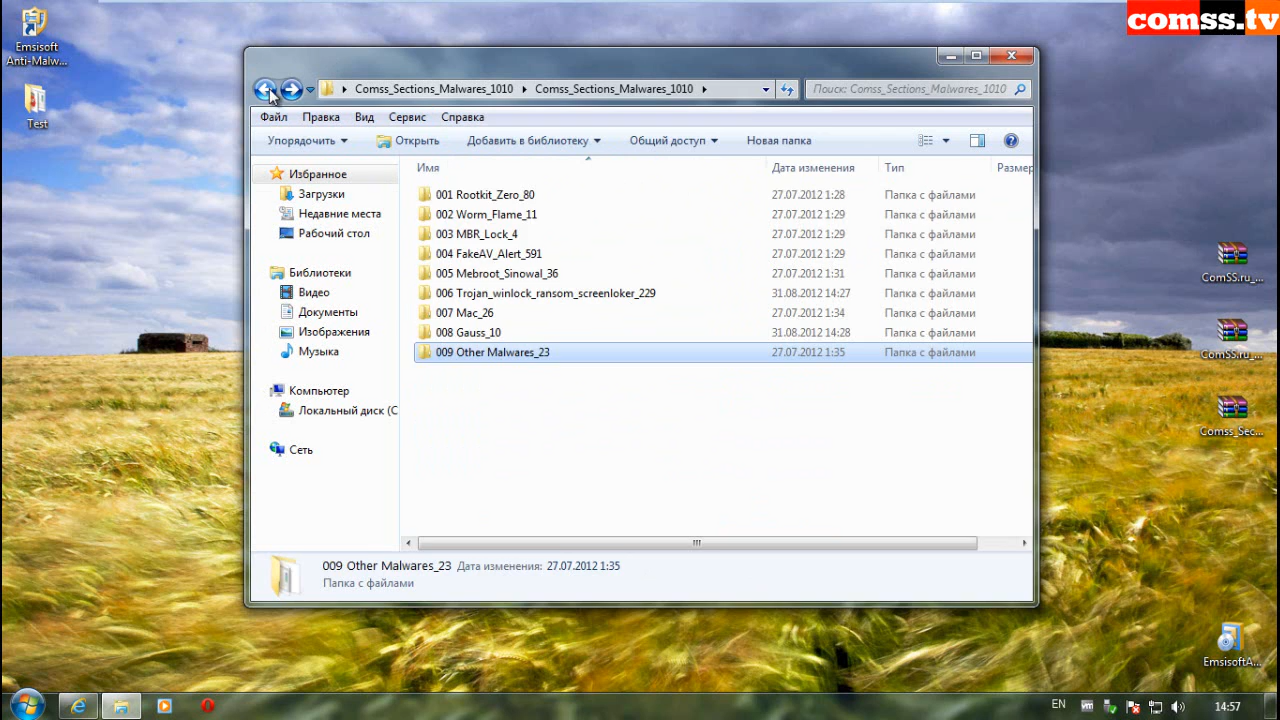 comss.tv
Emsisoft
Anti-Malw...
Test
Comss_Sections_Malwares_1010
Comss_Sections_Malwares_1010
Поиск: Comss_Sections_Malwares_1010
Файл Правка Вид Сервис Справка
Упорядочить Открыть Добавить в библиотеку Общий доступ Новая папка
Избранное
Загрузки
Недавние места
Рабочий стол
Библиотеки
Видео
Документы
Изображения
Музыка
Компьютер
Локальный диск (C
Сеть
Имя Дата изменения Тип Размер
001 Rootkit_Zero_80 27.07.2012 1:28 Папка с файлами
002 Worm_Flame_11 27.07.2012 1:29 Папка с файлами
003 MBR_Lock_4 27.07.2012 1:29 Папка с файлами
004 FakeAV_Alert_591 27.07.2012 1:29 Папка с файлами
005 Mebroot_Sinowal_36 27.07.2012 1:31 Папка с файлами
006 Trojan_winlock_ransom_screenloker_229 31.08.2012 14:27 Папка с файлами
007 Mac_26 27.07.2012 1:34 Папка с файлами
008 Gauss_10 31.08.2012 14:28 Папка с файлами
009 Other Malwares_23 27.07.2012 1:35 Папка с файлами
009 Other Malwares_23 Дата изменения: 27.07.2012 1:35
Папка с файлами
ComSS.ru_...
ComSS.ru_...
Comss_Sec...
EmsisoftA...
EN
14:57